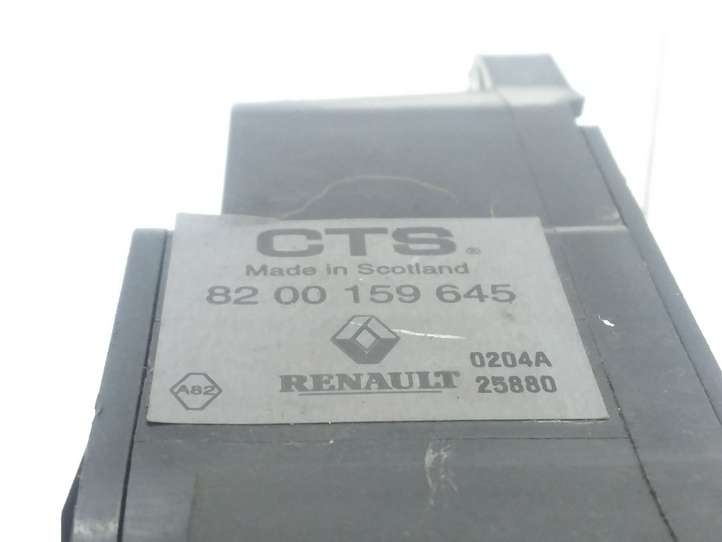 CTS®
Made in Scotland
82 00 159 645
0204A
A82 RENAULT 25880